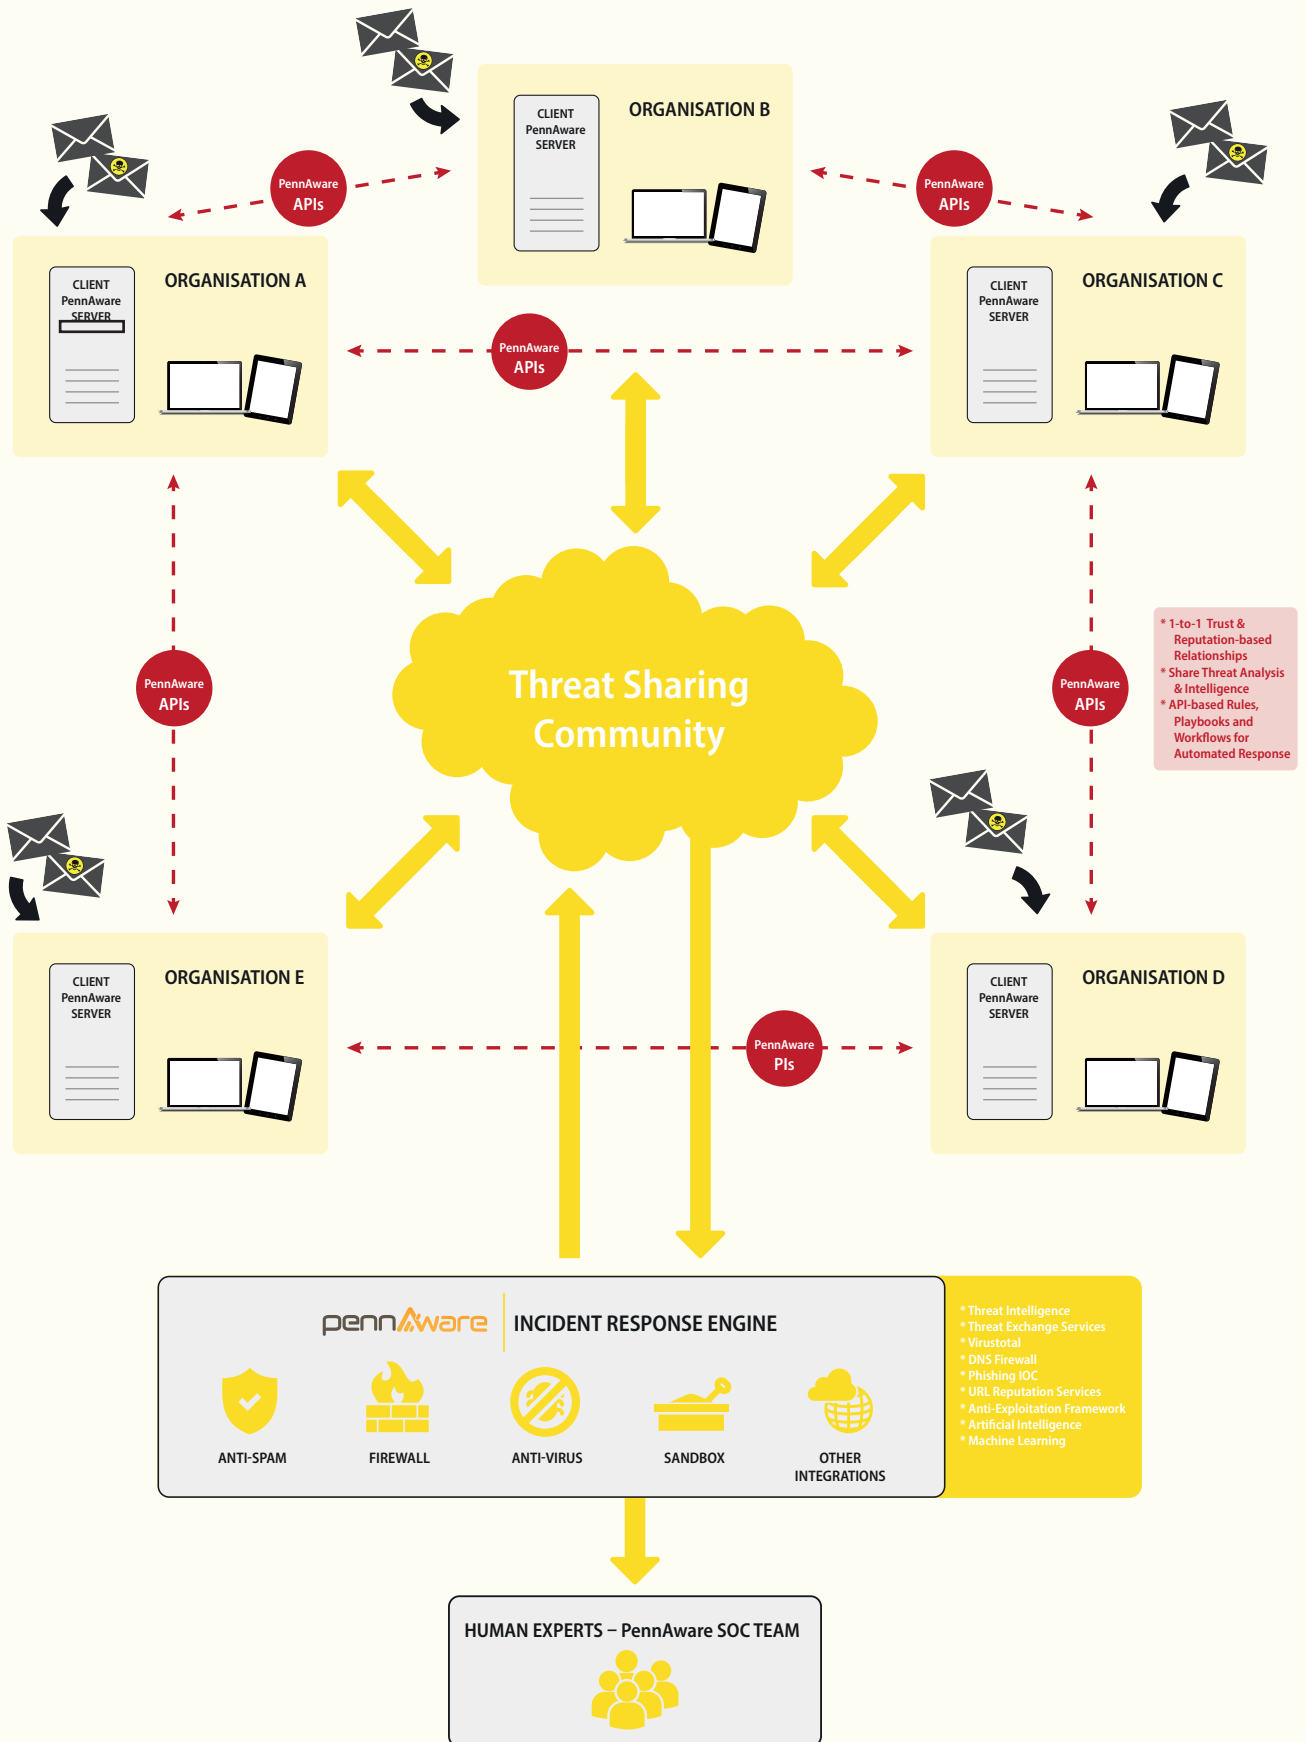 CLIENT
PennAware
SERVER
ORGANISATION B
PennAware
APIs
PennAware
APIs
CLIENT
PennAware
SERVER
ORGANISATION A
CLIENT
PennAware
SERVER
ORGANISATION C
PennAware
APIs
Threat Sharing
Community
PennAware
APIs
PennAware
APIs
* 1-to-1 Trust &
Reputation-based
Relationships
* Share Threat Analysis
& Intelligence
* API-based Rules,
Playbooks and
Workflows for
Automated Response
CLIENT
PennAware
SERVER
ORGANISATION E
CLIENT
PennAware
SERVER
ORGANISATION D
PennAware
PIs
pennAware
INCIDENT RESPONSE ENGINE
ANTI-SPAM
FIREWALL
ANTI-VIRUS
SANDBOX
OTHER
INTEGRATIONS
* Threat Intelligence
* Threat Exchange Services
* Virustotal
* DNS Firewall
* Phishing IOC
* URL Reputation Services
* Anti-Exploitation Framework
* Artificial Intelligence
* Machine Learning
HUMAN EXPERTS – PennAware SOC TEAM